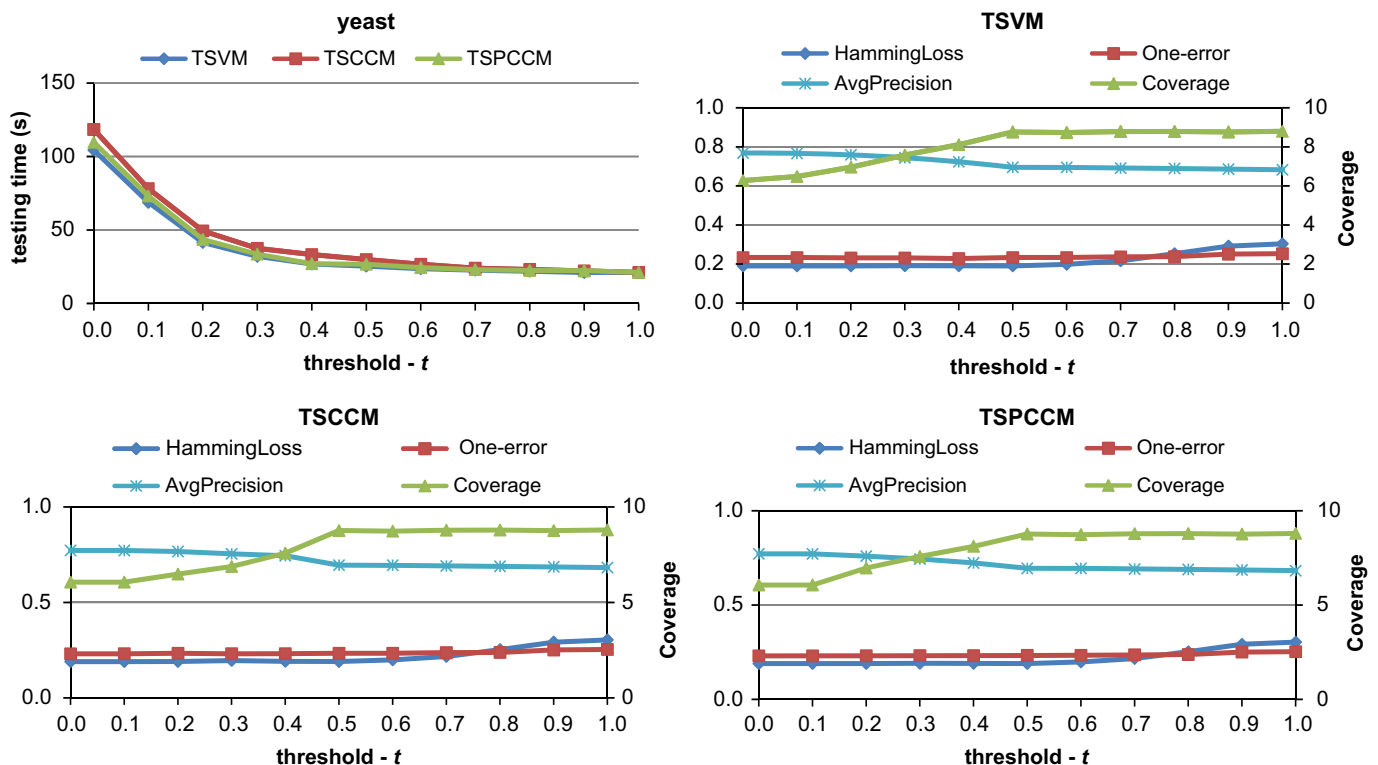 yeast
TSVM TSCCM TSPCCM
150
100
50
0
testing time (s)
0.0 0.1 0.2 0.3 0.4 0.5 0.6 0.7 0.8 0.9 1.0
threshold - t
TSVM
HammingLoss One-error
AvgPrecision Coverage
1.0
0.8
0.6
0.4
0.2
0.0
10
8
6
4
2
0
Coverage
0.0 0.1 0.2 0.3 0.4 0.5 0.6 0.7 0.8 0.9 1.0
threshold - t
TSCCM
HammingLoss One-error
AvgPrecision Coverage
1.0
0.5
0.0
10
5
0
Coverage
0.0 0.1 0.2 0.3 0.4 0.5 0.6 0.7 0.8 0.9 1.0
threshold - t
TSPCCM
HammingLoss One-error
AvgPrecision Coverage
1.0
0.5
0.0
10
5
0
Coverage
0.0 0.1 0.2 0.3 0.4 0.5 0.6 0.7 0.8 0.9 1.0
threshold - t